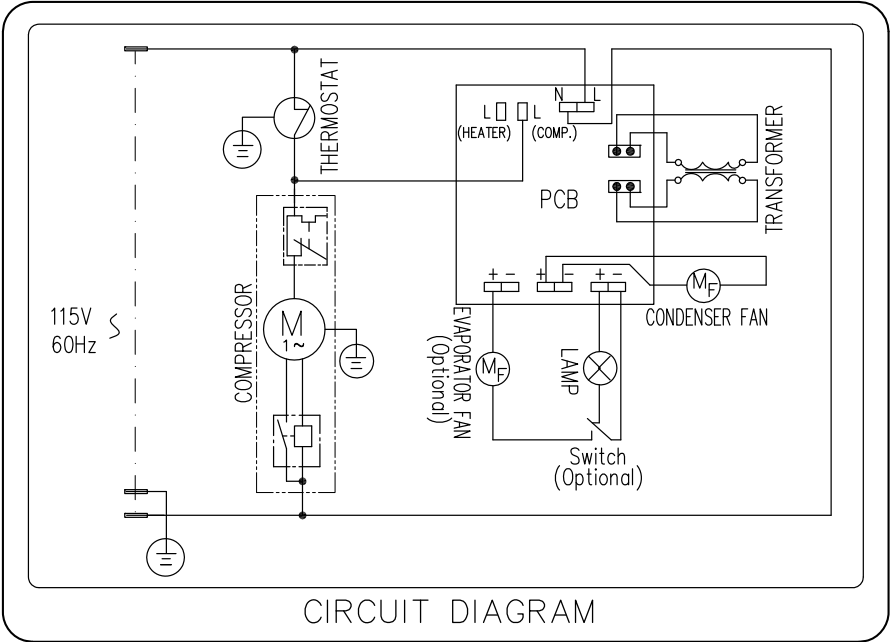 THERMOSTAT
N L
L L
(HEATER) (COMP.)
TRANSFORMER
PCB
+ - + - + -
MF
CONDENSER FAN
115V
60Hz
COMPRESSOR
M
1~
EVAPORATOR FAN
(Optional)
MF
LAMP
Switch
(Optional)
CIRCUIT DIAGRAM